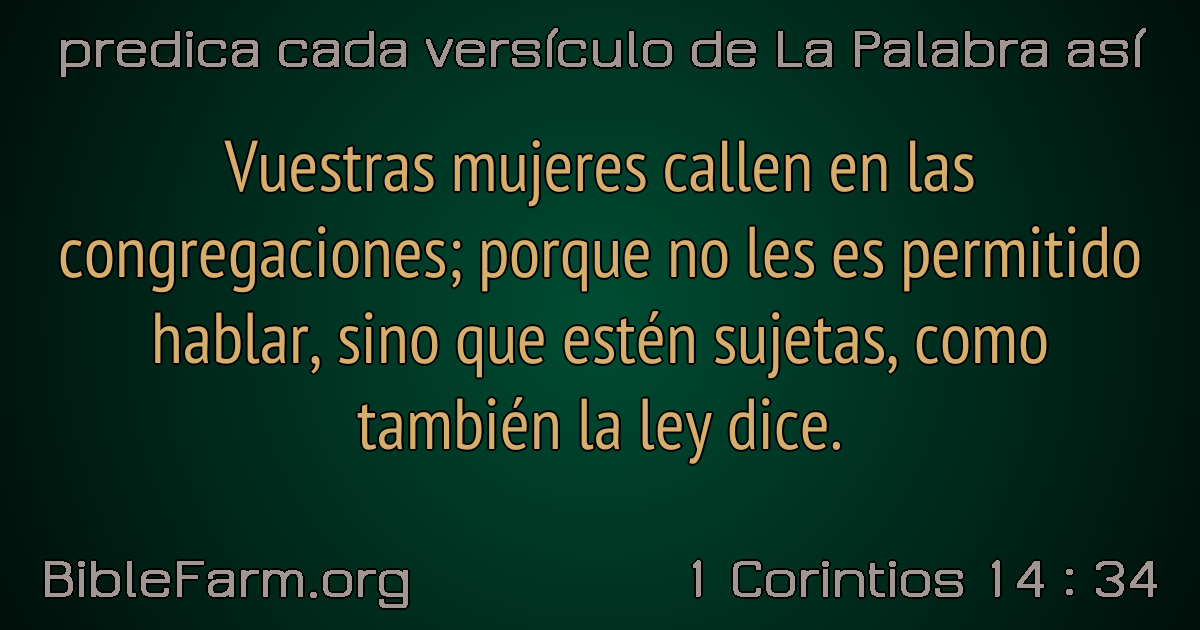 predica cada versículo de La Palabra así
Vuestras mujeres callen en las
congregaciones; porque no les es permitido
hablar, sino que estén sujetas, como
también la ley dice.
BibleFarm.org
1 Corintios 14 : 34